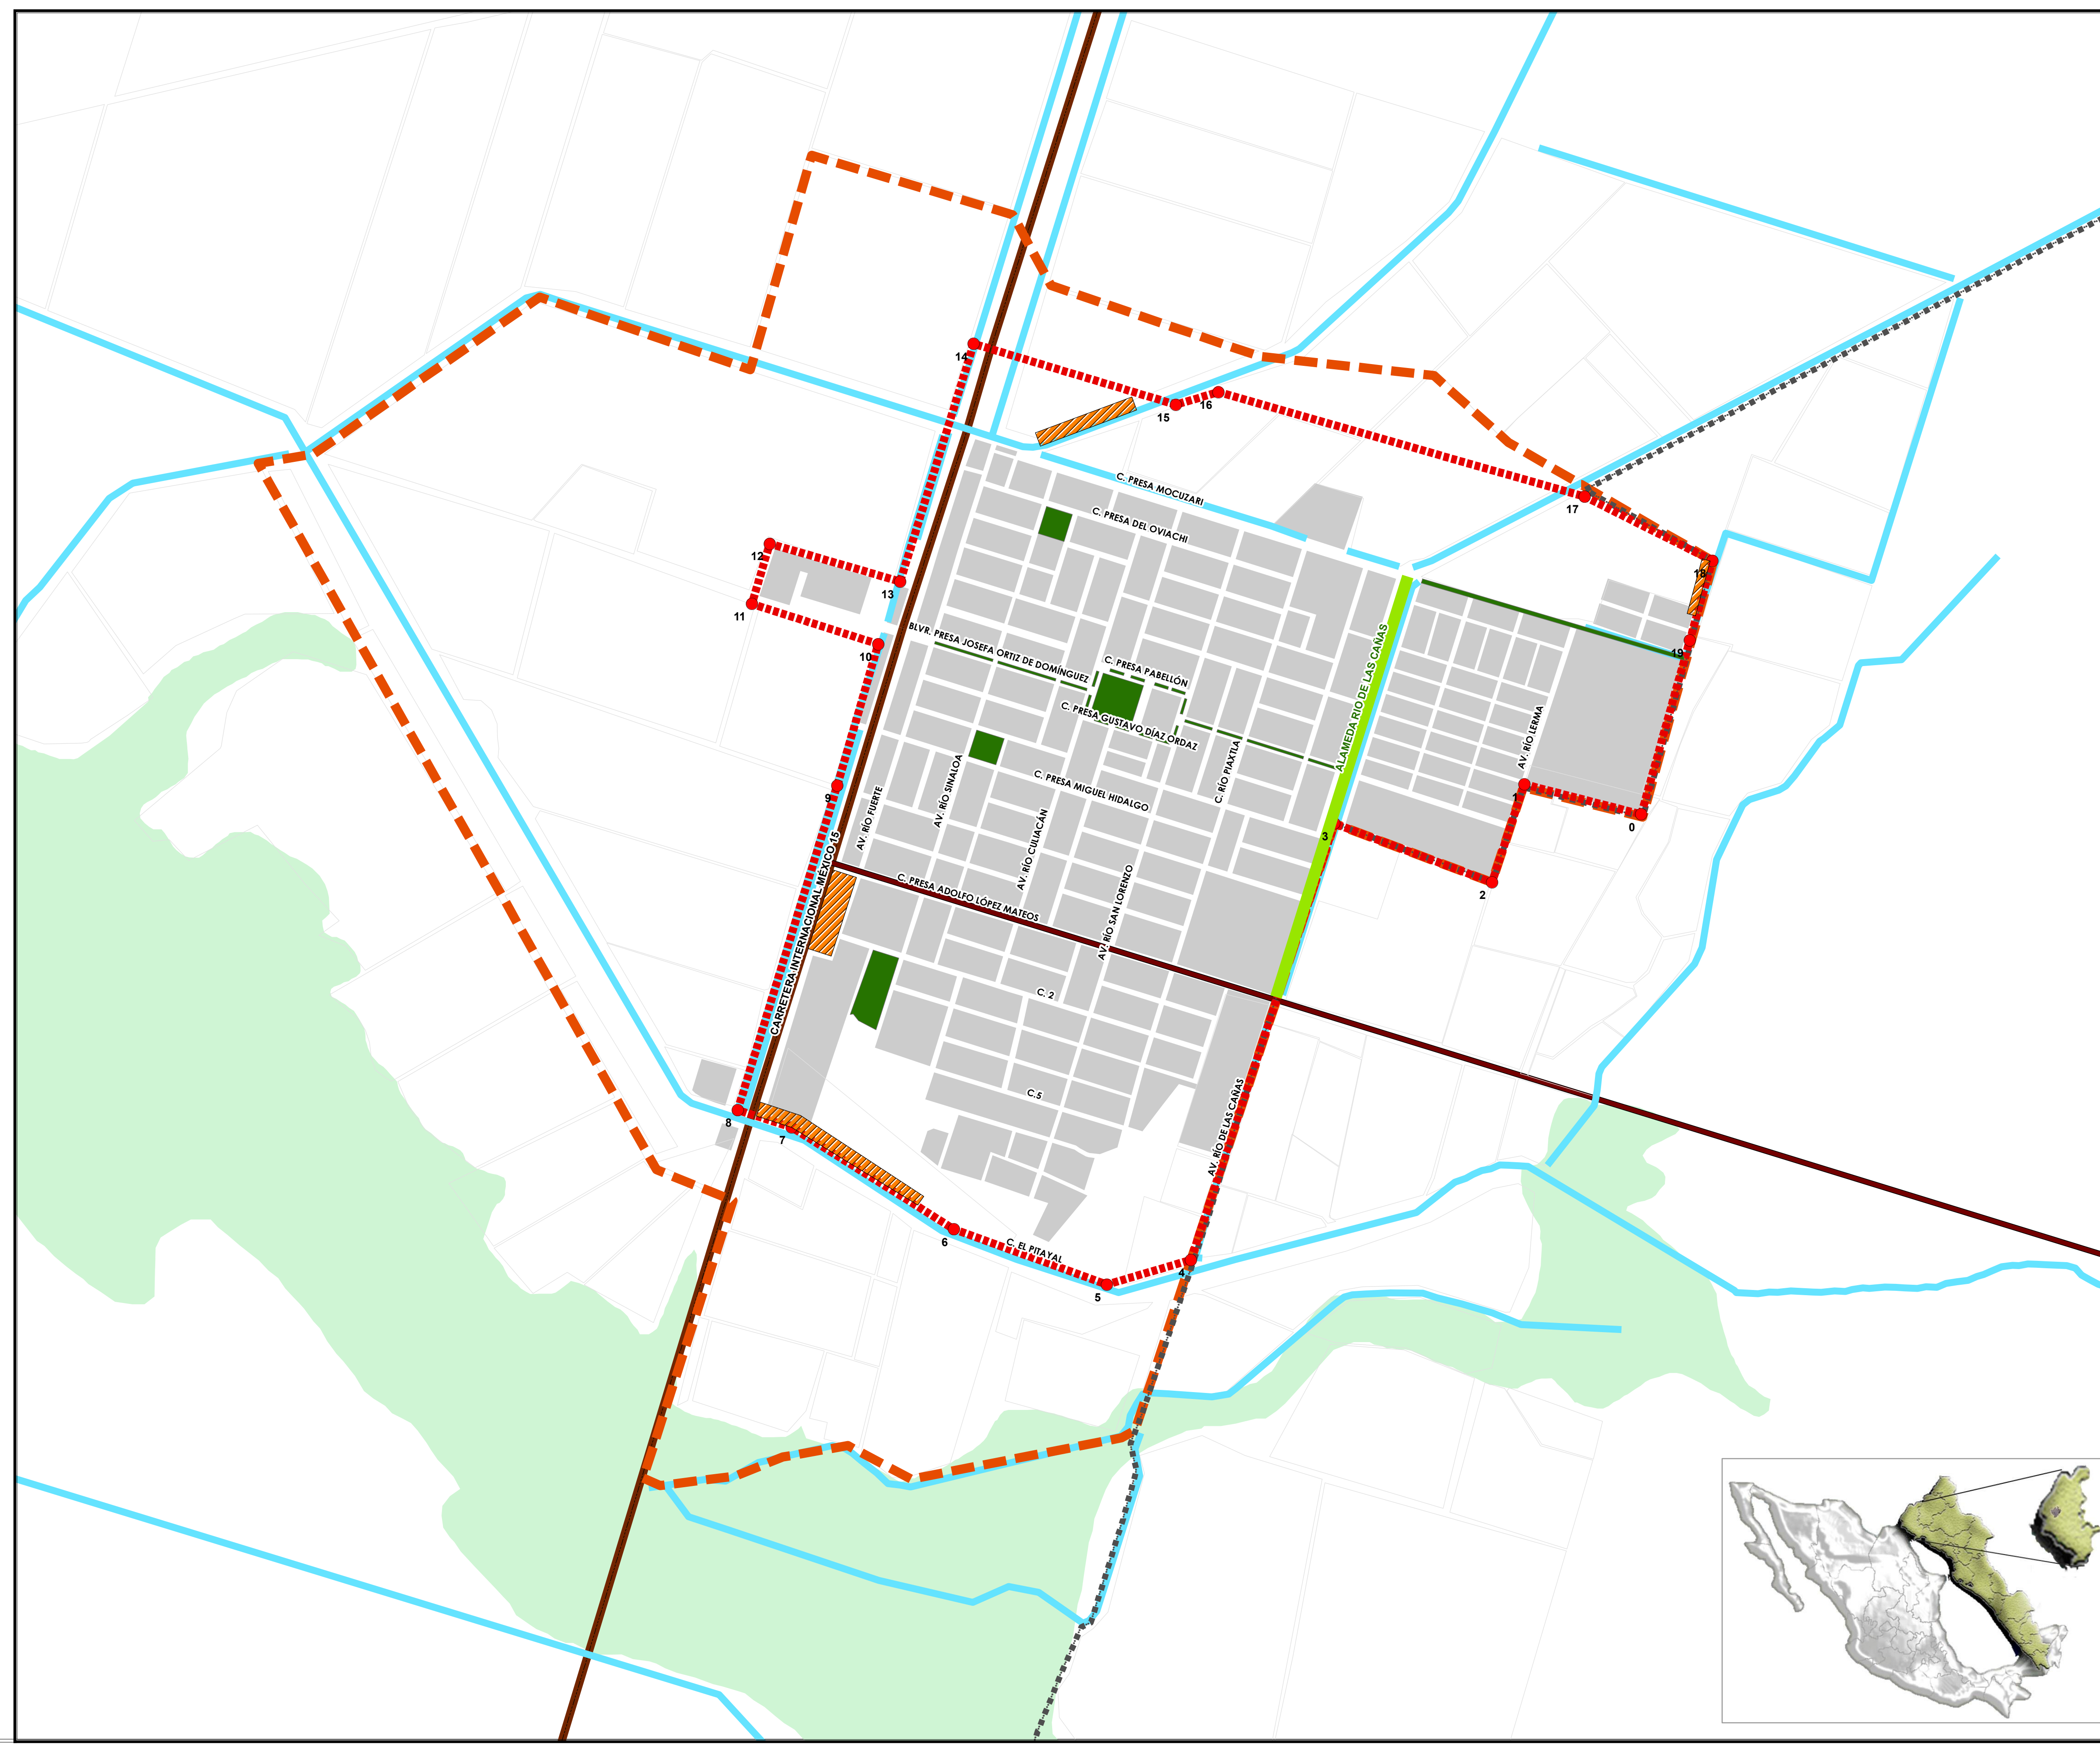 14
15
16
C. PRESA MOCUZARI
C. PRESA DEL OVIACHI
17
12
18
13
11
BLVR. PRESA JOSEFA ORTIZ DE DOMÍNGUEZ
10
C. PRESA PABELLÓN
19
ALAMEDA RIO DE LAS CAÑAS
C. PRESA GUSTAVO DÍAZ ORDAZ
AV. RÍO LERMA
C. RÍO PIAXTLA
AV. RÍO SINALOA
C. PRESA MIGUEL HIDALGO
9
1
AV. RÍO FUERTE
0
AV. RÍO CULIACÁN
3
CARRETERA INTERNACIONAL MÉXICO 15
C. PRESA ADOLFO LÓPEZ MATEOS
2
AV. RÍO SAN LORENZO
C. 2
C.5
8
7
AV. RÍO DE LAS CAÑAS
6
C. EL PITAYAL
4
5